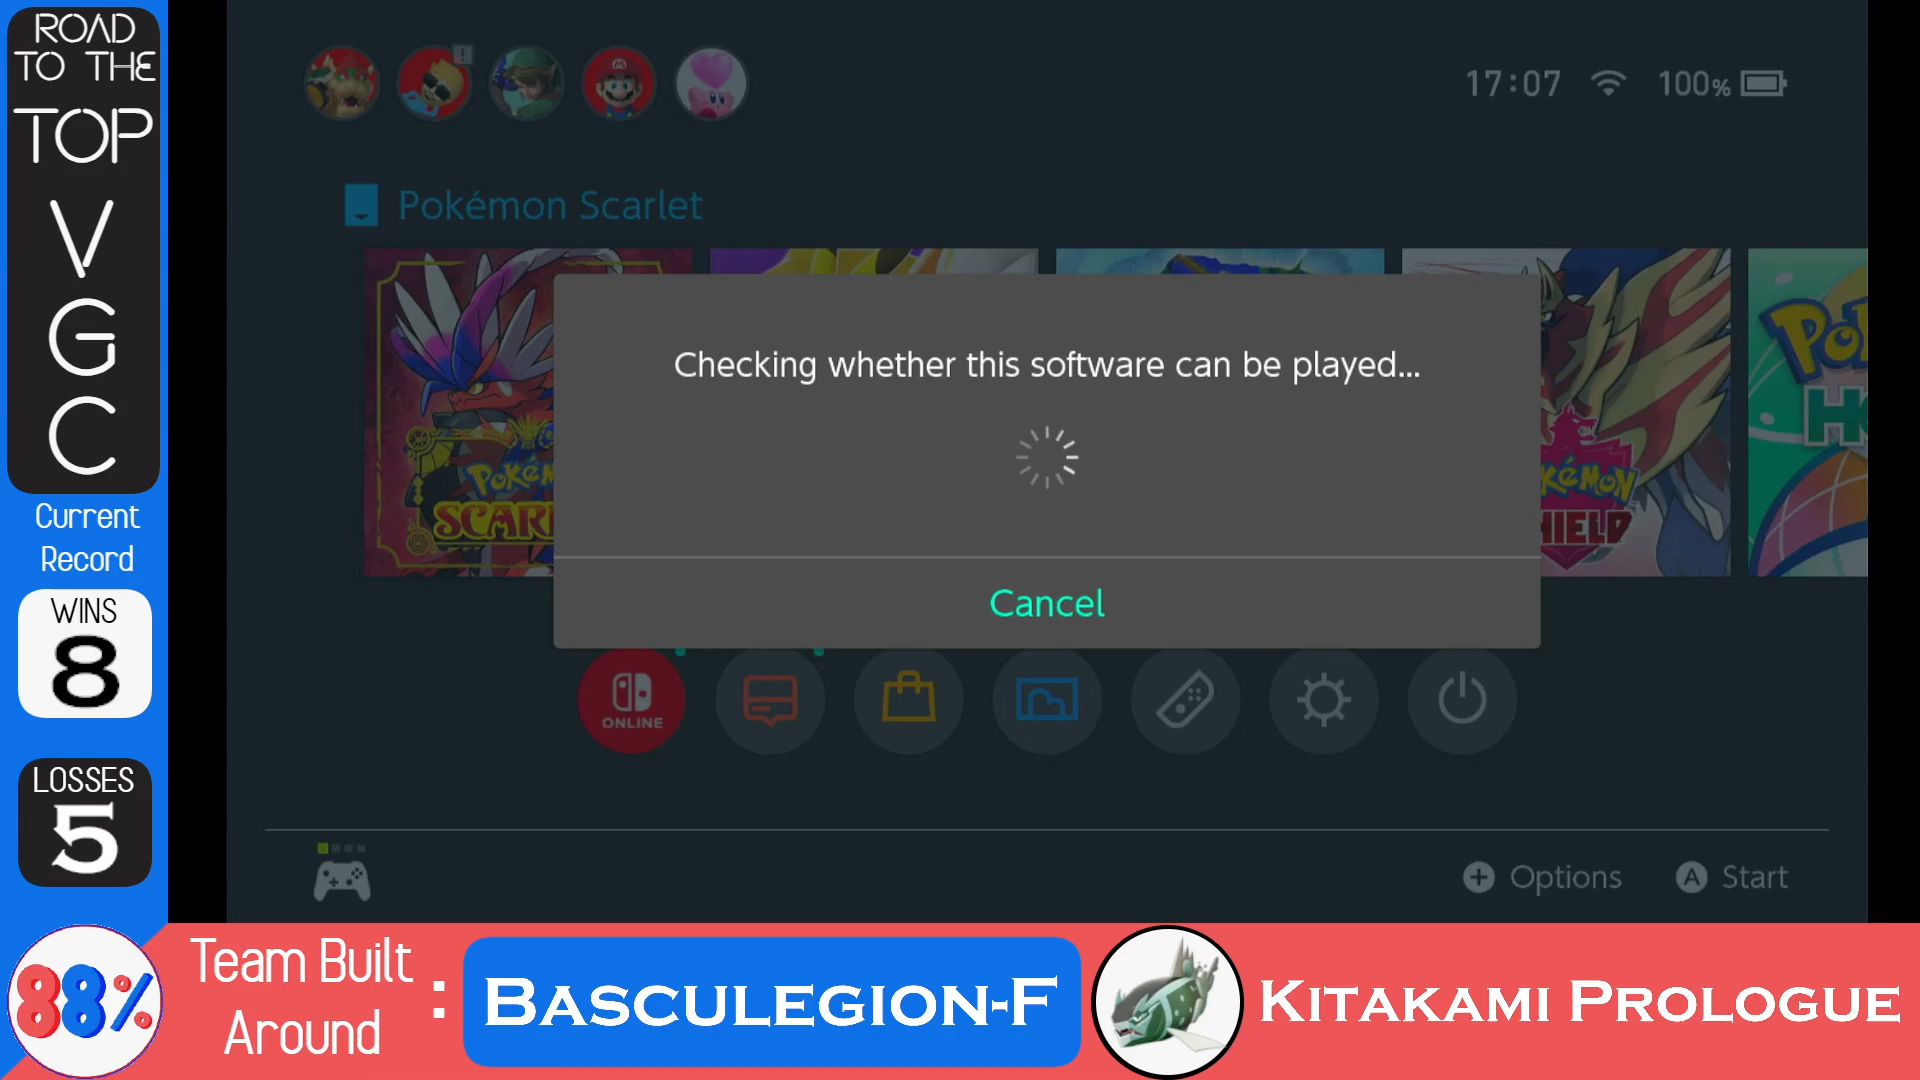 ROAD
TO THE
TOP
V
G
C
Current
Record
WINS
8
LOSSES
5
17:07
100%
Pokémon Scarlet
Checking whether this software can be played...
Cancel
ONLINE
Options
A
Start
88%
Team Built
Around
:
BASCULEGION-F
KITAKAMI PROLOGUE